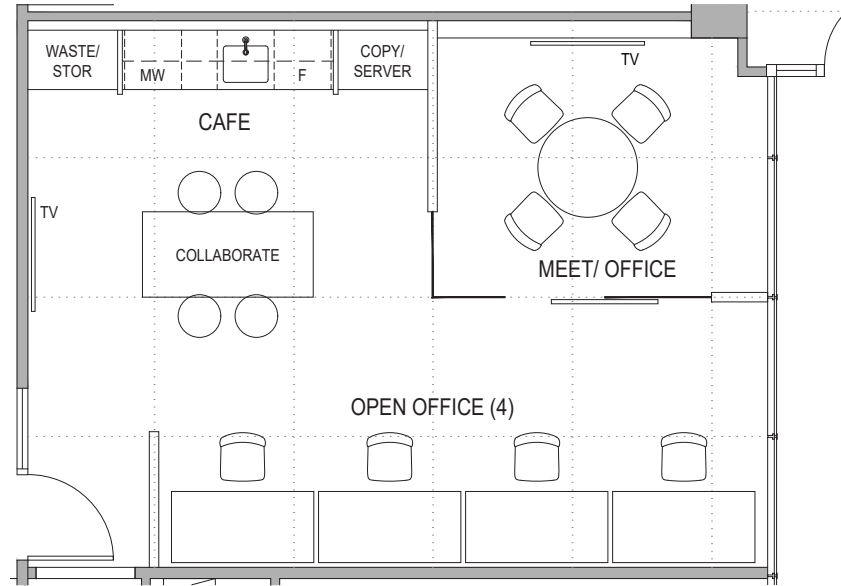 WASTE/
STOR
MW
F
COPY/
SERVER
TV
CAFE
TV
COLLABORATE
MEET/ OFFICE
OPEN OFFICE (4)